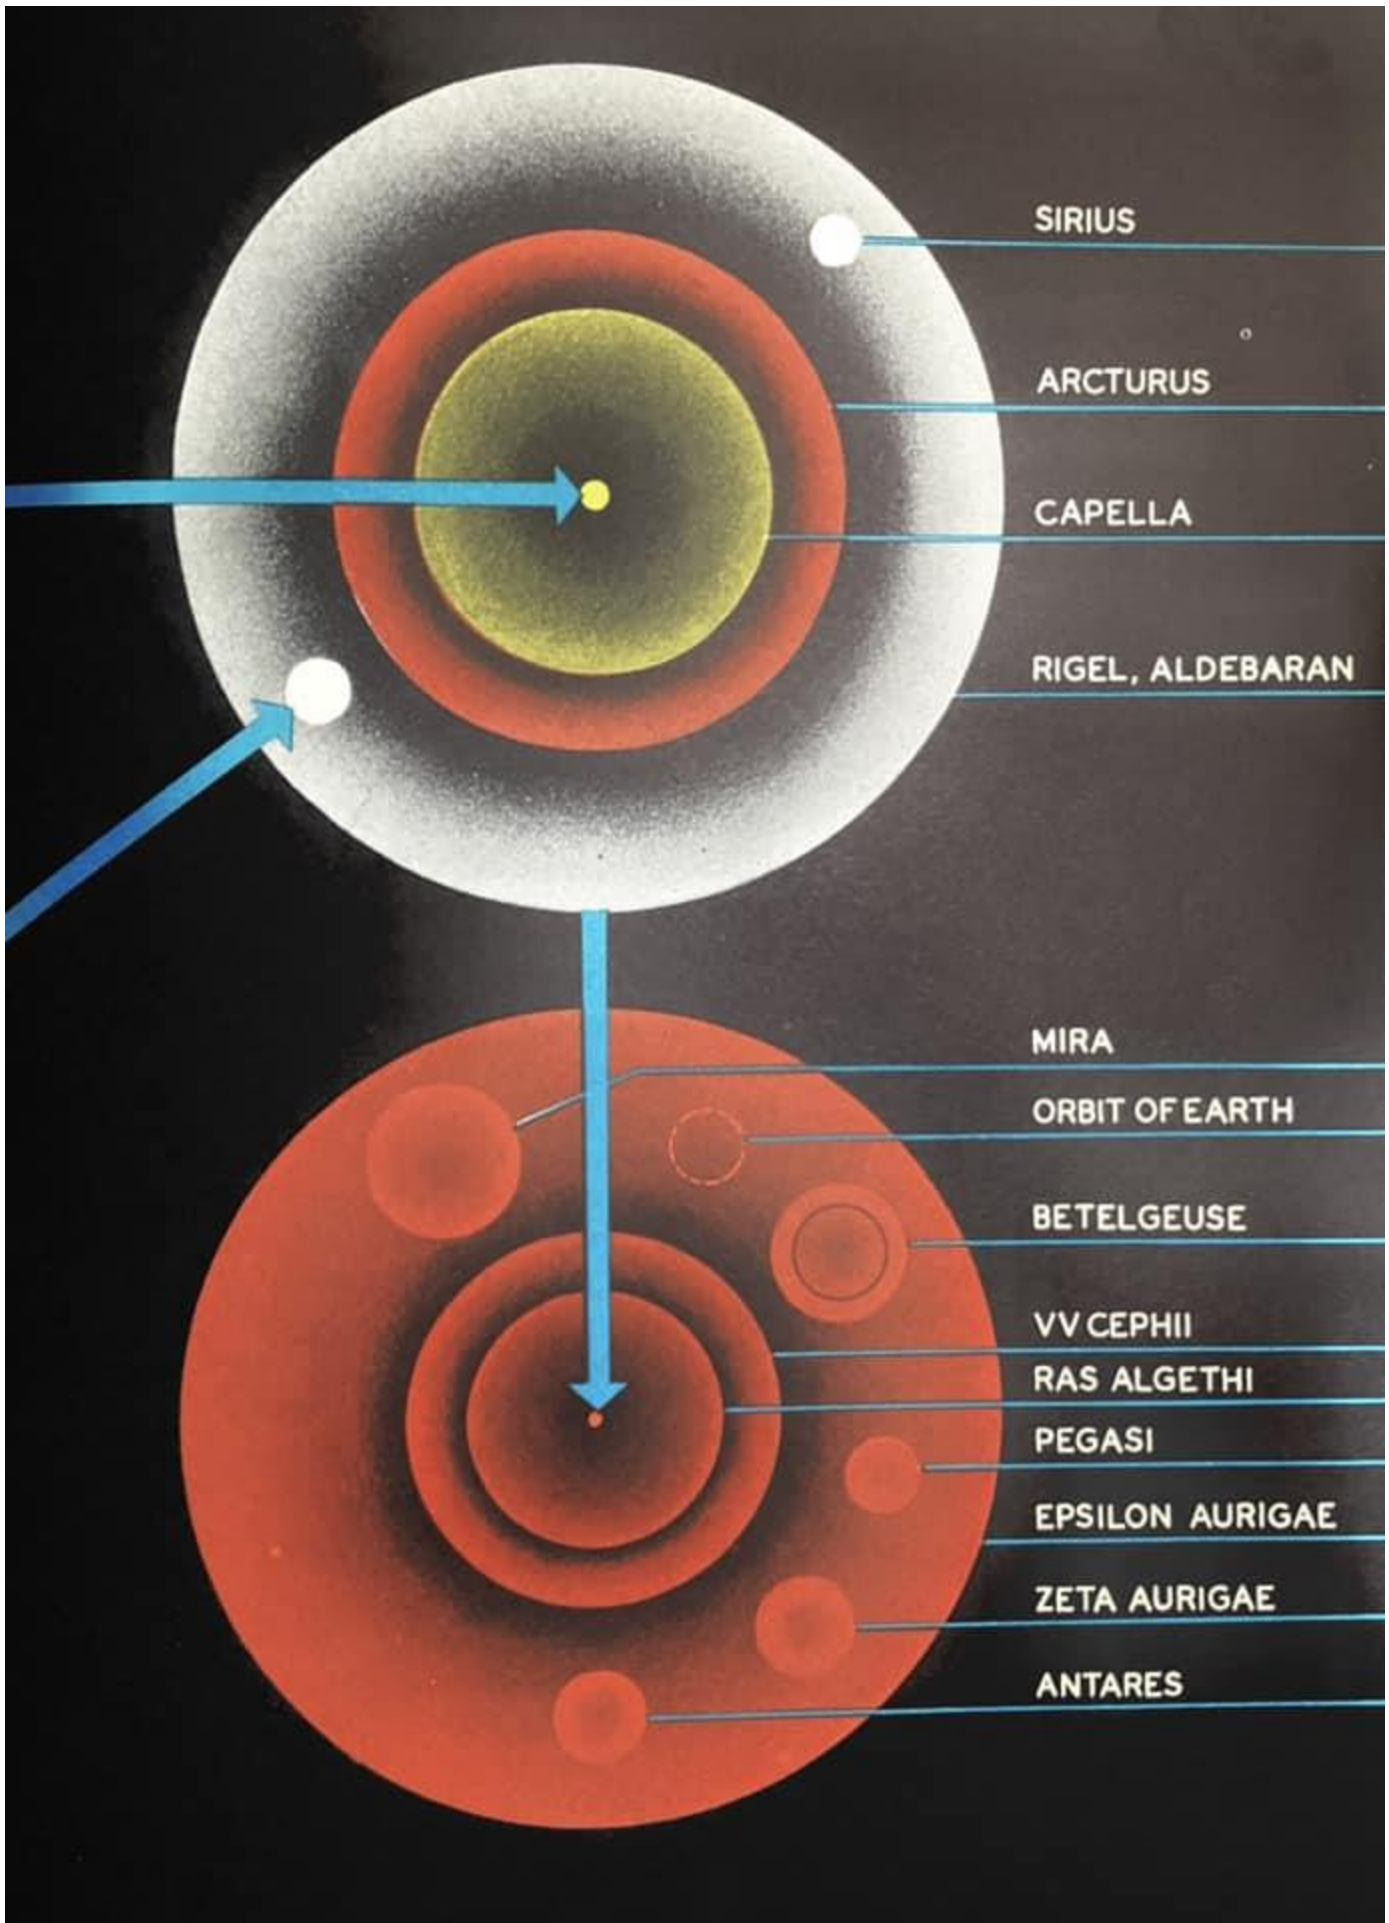 SIRIUS
ARCTURUS
CAPELLA
RIGEL, ALDEBARAN
MIRA
ORBIT OF EARTH
BETELGEUSE
VV CEPHII
RAS ALGETHI
PEGASI
EPSILON AURIGAE
ZETA AURIGAE
ANTARES